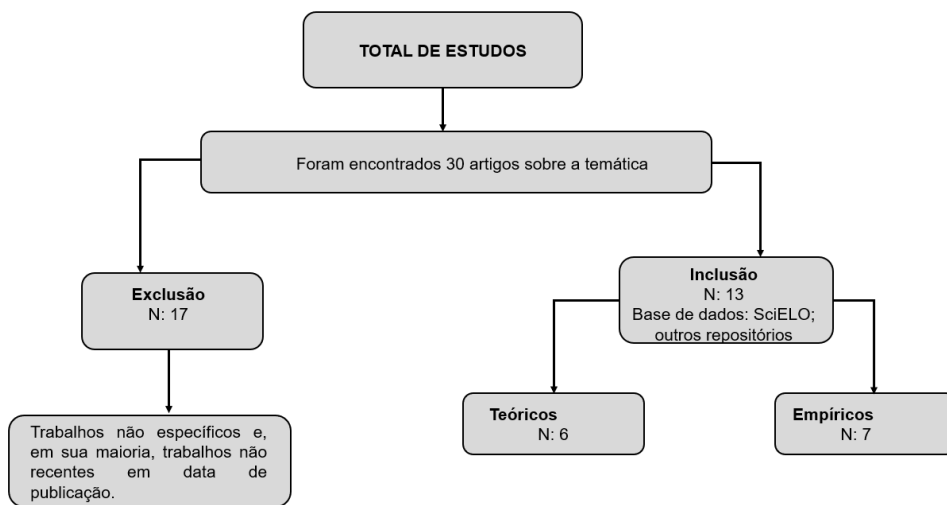 TOTAL DE ESTUDOS
Foram encontrados 30 artigos sobre a temática
Exclusão
N: 17
Inclusão
N: 13
Base de dados: SciELO;
outros repositórios
Trabalhos não específicos e,
em sua maioria, trabalhos não
recentes em data de
publicação.
Teóricos
N: 6
Empíricos
N: 7